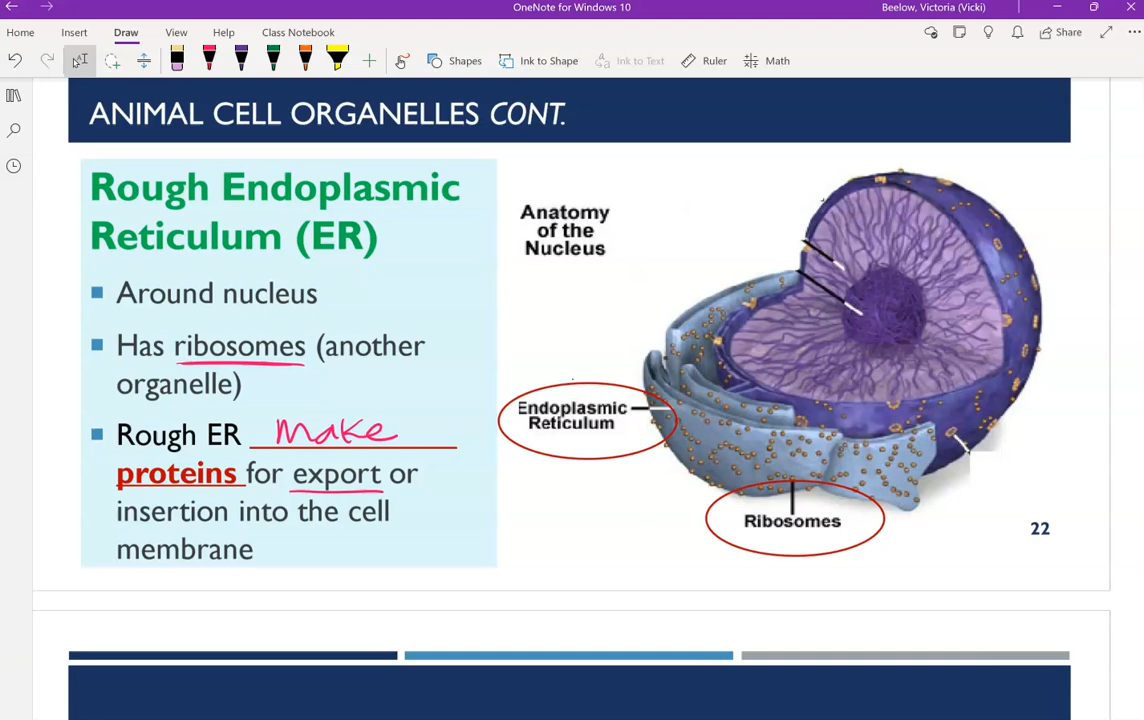 OneNote for Windows 10
Beelow, Victoria (Vicki)
Home Insert Draw View Help Class Notebook
Share
Shapes Ink to Shape Ink to Text Ruler Math
ANIMAL CELL ORGANELLES CONT.
Rough Endoplasmic
Reticulum (ER)
Around nucleus
Has ribosomes (another
organelle)
Rough ER Make
proteins for export or
insertion into the cell
membrane
Anatomy
of the
Nucleus
Endoplasmic
Reticulum
Ribosomes
22